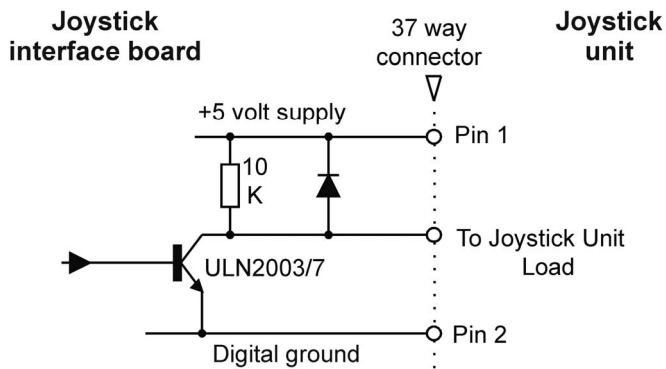 Joystick
interface board
37 way
connector
Joystick
unit
+5 volt supply
Pin 1
10
K
To Joystick Unit
Load
ULN2003/7
Pin 2
Digital ground